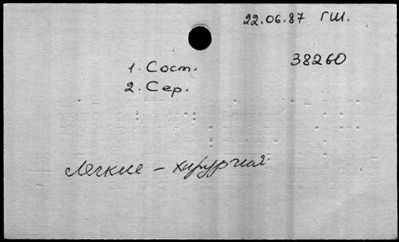 22.06.87 ГШ.
38260
1. Сост.
2. Сер.
Легкие – хирургия